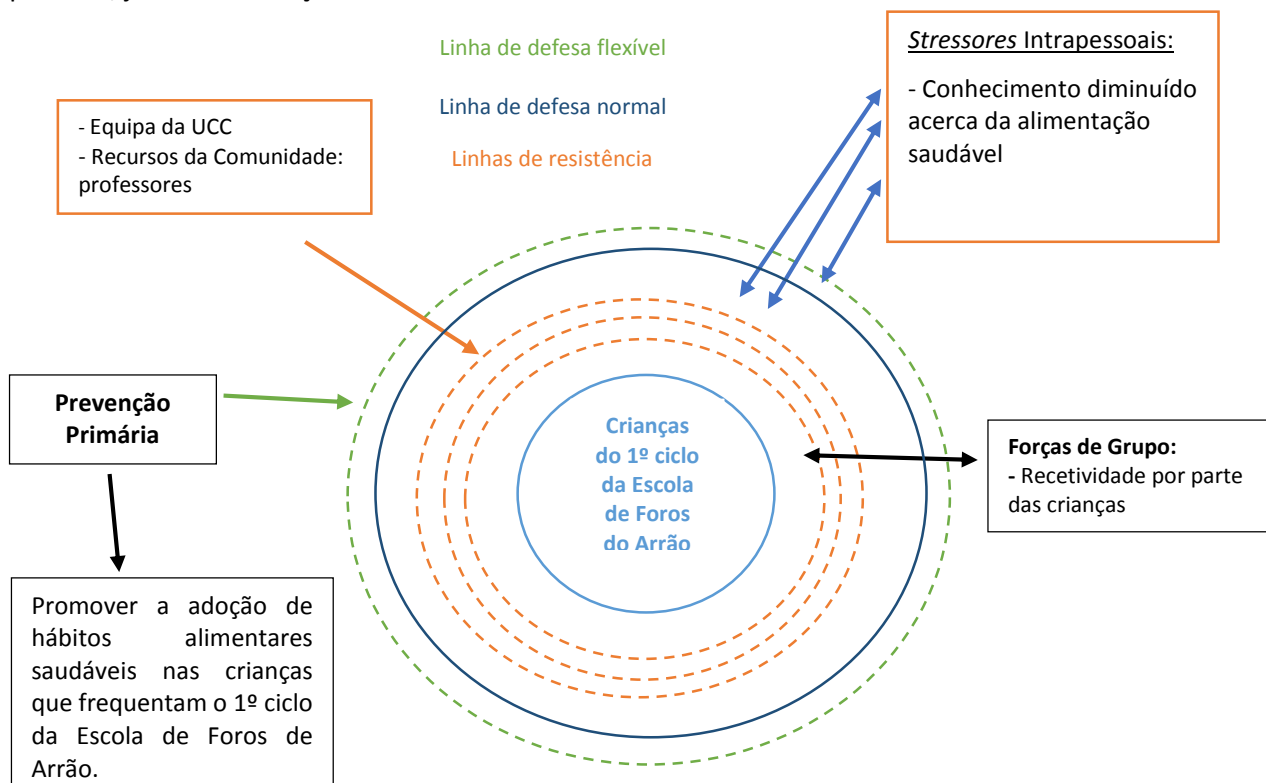 Linha de defesa flexível
Linha de defesa normal
Linhas de resistência
- Equipa da UCC
- Recursos da Comunidade:
professores
Stressores Intrapessoais:
- Conhecimento diminuído
acerca da alimentação
saudável
Prevenção
Primária
Crianças
do 1º ciclo
da Escola
de Foros
do Arrão
Forças de Grupo:
- Recetividade por parte
das crianças
Promover a adoção de
hábitos alimentares
saudáveis nas crianças
que frequentam o 1º ciclo
da Escola de Foros de
Arrão.